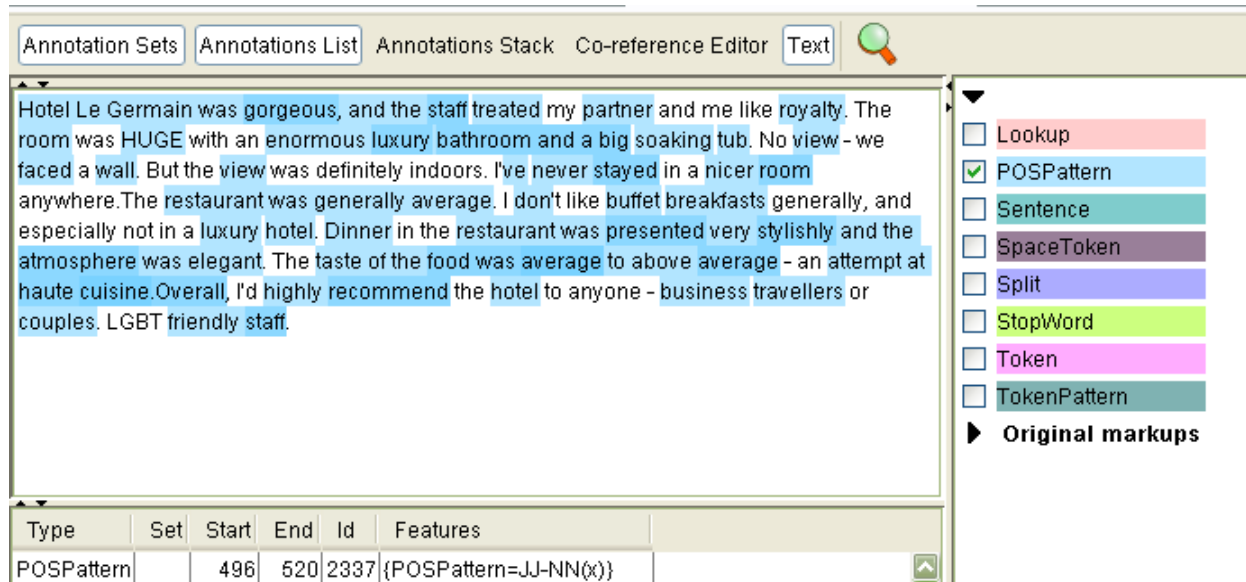 Annotation Sets Annotations List Annotations Stack Co-reference Editor Text
Hotel Le Germain was gorgeous, and the staff treated my partner and me like royalty. The
room was HUGE with an enormous luxury bathroom and a big soaking tub. No view - we
faced a wall. But the view was definitely indoors. I've never stayed in a nicer room
anywhere.The restaurant was generally average. I don't like buffet breakfasts generally, and
especially not in a luxury hotel. Dinner in the restaurant was presented very stylishly and the
atmosphere was elegant. The taste of the food was average to above average - an attempt at
haute cuisine.Overall, I'd highly recommend the hotel to anyone - business travellers or
couples. LGBT friendly staff.
Lookup
POSPattern
Sentence
SpaceToken
Split
StopWord
Token
TokenPattern
Original markups
Type Set Start End Id Features
POSPattern 496 520 2337 {POSPattern=JJ-NN(x)}